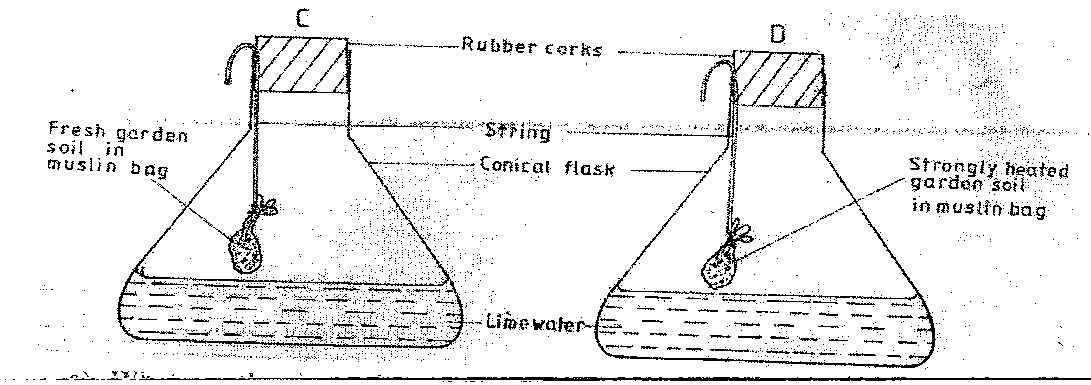 C
D
Rubber corks
String
Conical flask
Fresh garden
soil in
muslin bag
Strongly heated
garden soil
in muslin bag
Limewater